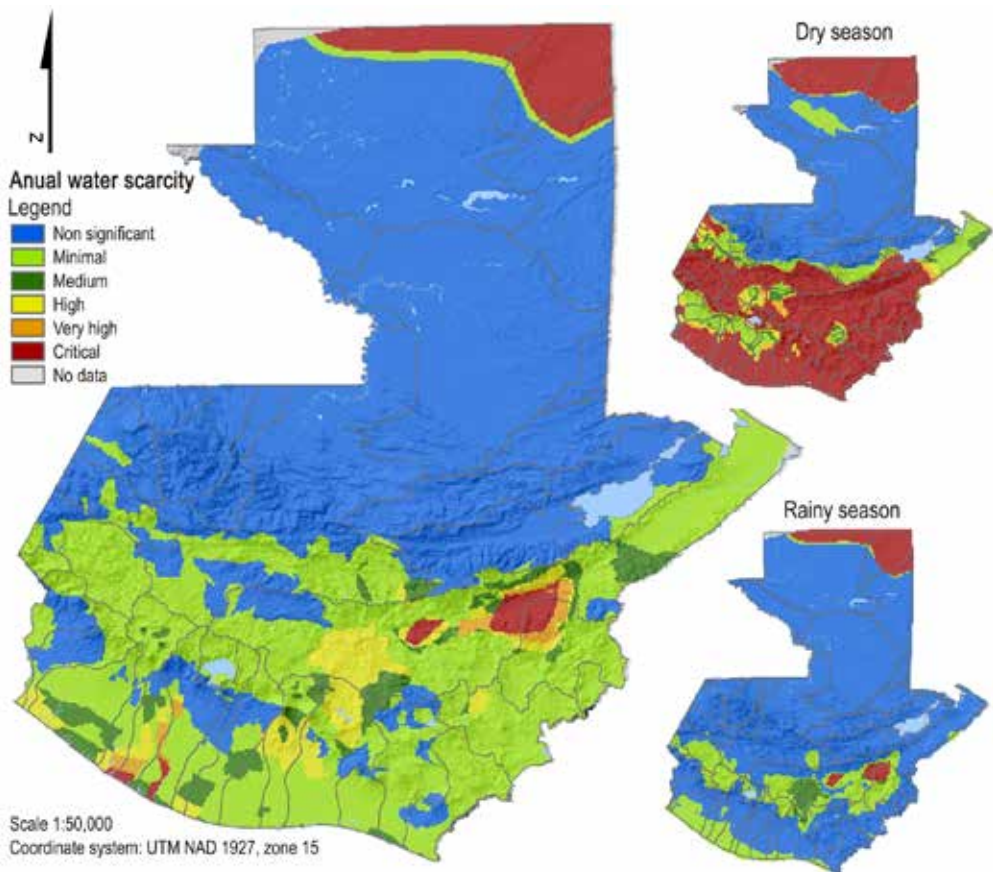 Dry season
N
Anual water scarcity
Legend
Non significant
Minimal
Medium
High
Very high
Critical
No data
Rainy season
Scale 1:50,000
Coordinate system: UTM NAD 1927, zone 15